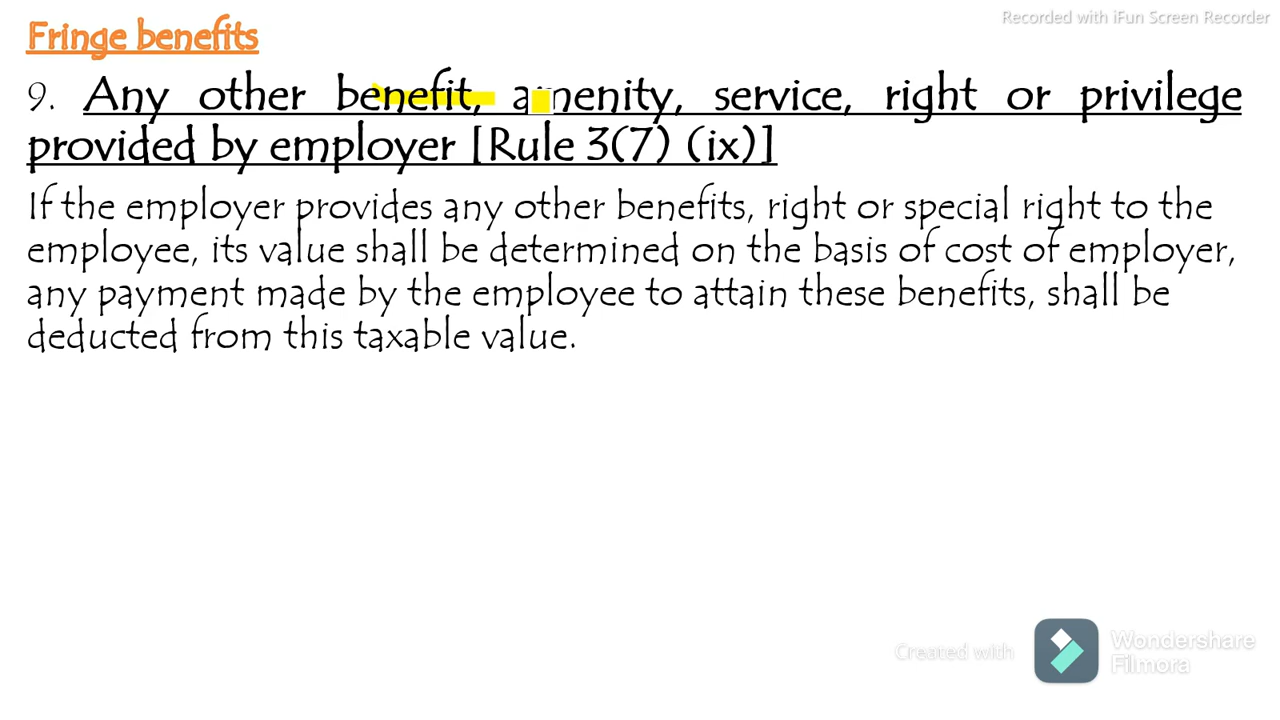 Recorded with iFun Screen Recorder
Fringe benefits
9. Any other benefit, amenity, service, right or privilege
provided by employer [Rule 3(7) (ix)]
If the employer provides any other benefits, right or special right to the
employee, its value shall be determined on the basis of cost of employer,
any payment made by the employee to attain these benefits, shall be
deducted from this taxable value.
Created with
Wondershare
Filmora